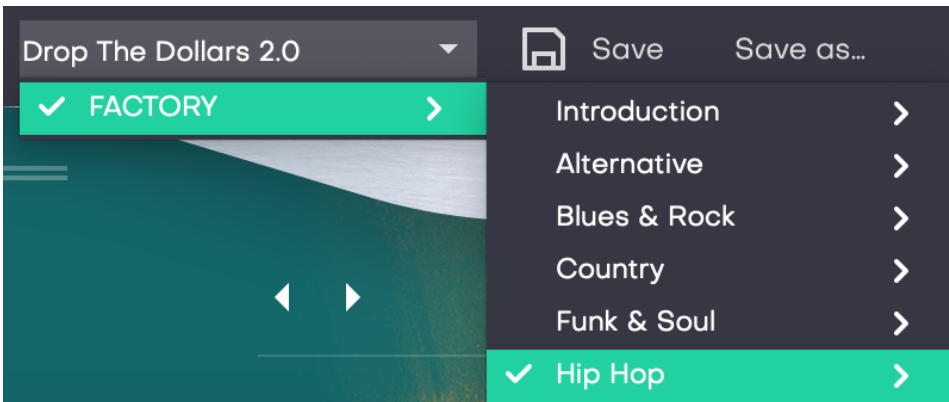 Drop The Dollars 2.0
Save
Save as...
FACTORY
Introduction
Alternative
Blues & Rock
Country
Funk & Soul
Hip Hop